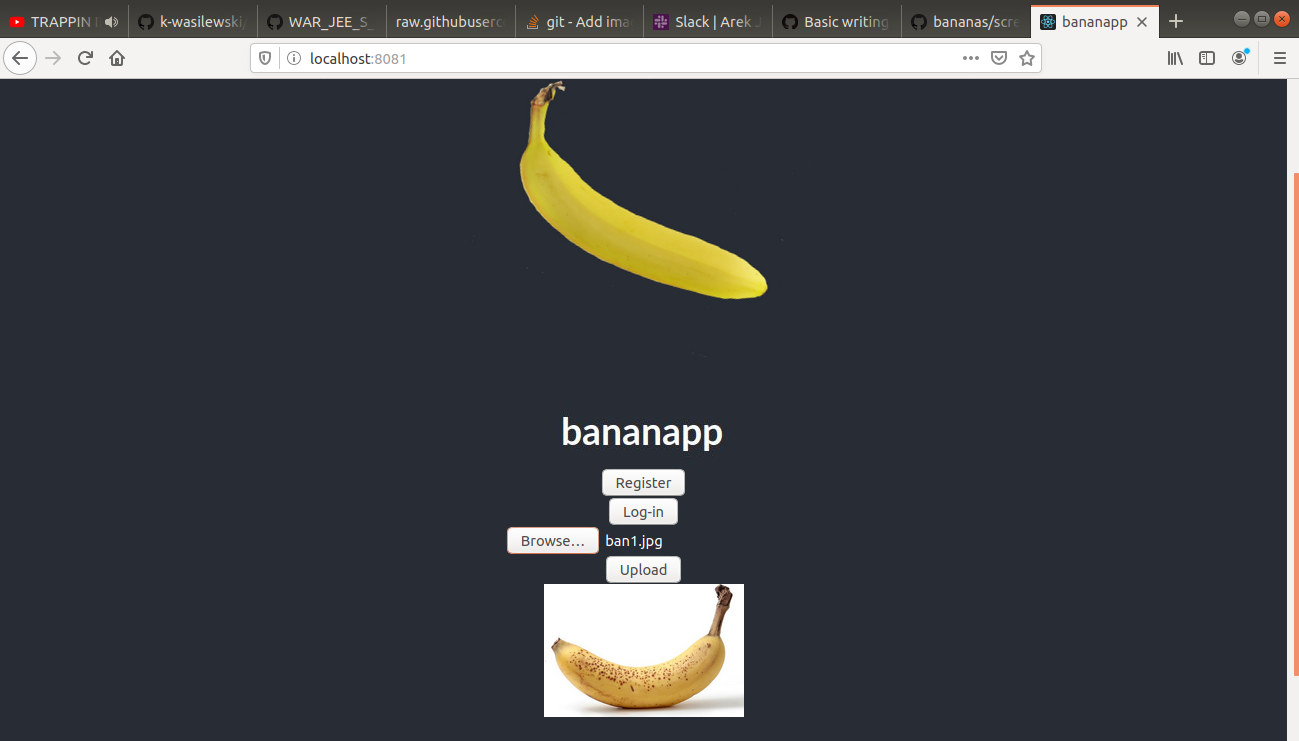 TRAPPIN
k-wasilewski/
WAR_JEE_S_
raw.githubuserc
git - Add ima
Slack | Arek J
Basic writing
bananas/scre
bananapp
localhost:8081
bananapp
Register
Log-in
Browse... ban1.jpg
Upload